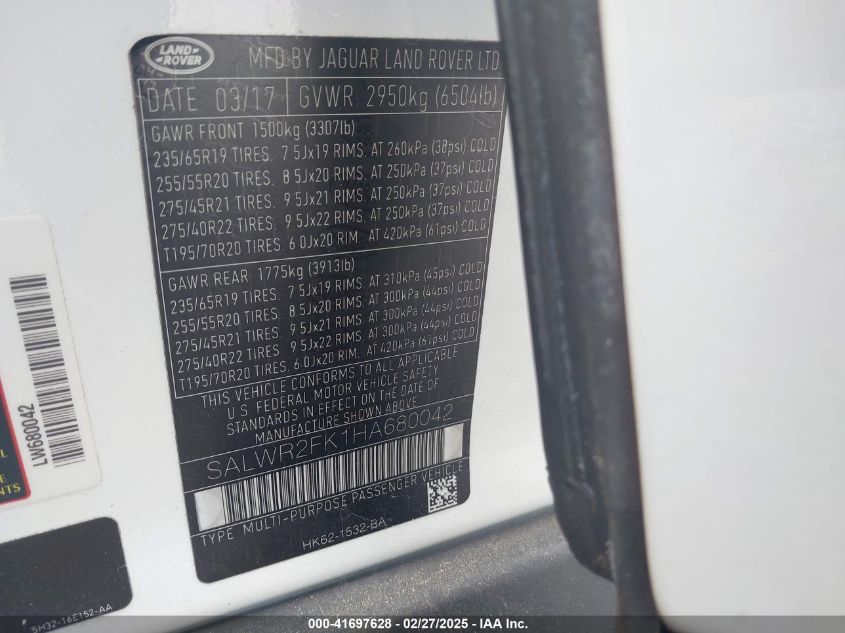 LAND ROVER
MFD BY JAGUAR LAND ROVER LTD
DATE 03/17 GVWR 2950kg (6504lb)
GAWR FRONT 1500kg (3307lb)
235/65R19 TIRES. 7 5Jx19 RIMS. AT 260kPa (38psi) COLD
255/55R20 TIRES. 8 5Jx20 RIMS. AT 250kPa (37psi) COLD
275/45R21 TIRES. 9 5Jx21 RIMS. AT 250kPa (37psi) COLD
275/40R22 TIRES. 9 5Jx22 RIMS. AT 250kPa (37psi) COLD
T195/70R20 TIRES. 6 0Jx20 RIM. AT 420kPa (61psi) COLD
GAWR REAR 1775kg (3913lb)
235/65R19 TIRES. 7 5Jx19 RIMS. AT 310kPa (45psi) COLD
255/55R20 TIRES. 8 5Jx20 RIMS. AT 300kPa (44psi) COLD
275/45R21 TIRES. 9 5Jx21 RIMS. AT 300kPa (44psi) COLD
275/40R22 TIRES. 9 5Jx22 RIMS. AT 300kPa (44psi) COLD
T195/70R20 TIRES. 6 0Jx20 RIM. AT 420kPa (61psi) COLD
THIS VEHICLE CONFORMS TO ALL APPLICABLE
U S FEDERAL MOTOR VEHICLE SAFETY
STANDARDS IN EFFECT ON THE DATE OF
MANUFACTURE SHOWN ABOVE
SALWR2FK1HA680042
TYPE MULTI-PURPOSE PASSENGER VEHICLE
HK62-1532-BA
LW680042
5H32-16E152-AA
000-41697628 - 02/27/2025 - IAA, Inc.